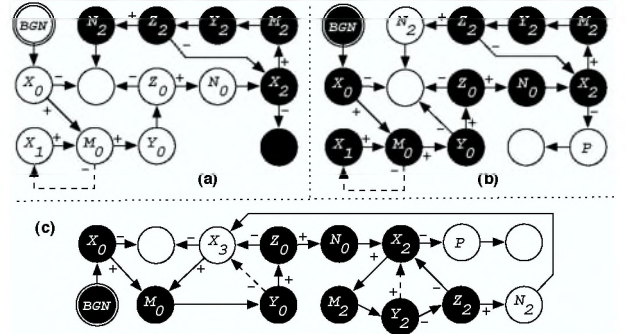 BGN N2 + Z2 Y2 M2
- +
X0 - - Z0 + N0 X2
+ -
X1 + M0 + Y0
- (a)
BGN N2 + Z2 Y2 M2
- +
X0 - - Z0 + N0 X2
+ - + -
X1 + M0 + Y0 P
- (b)
(c)
X0 - - X3 - Z0 + N0 + X2 - P
+ + - + + + -
BGN M0 Y0 M2 + Y2 - Z2 + N2